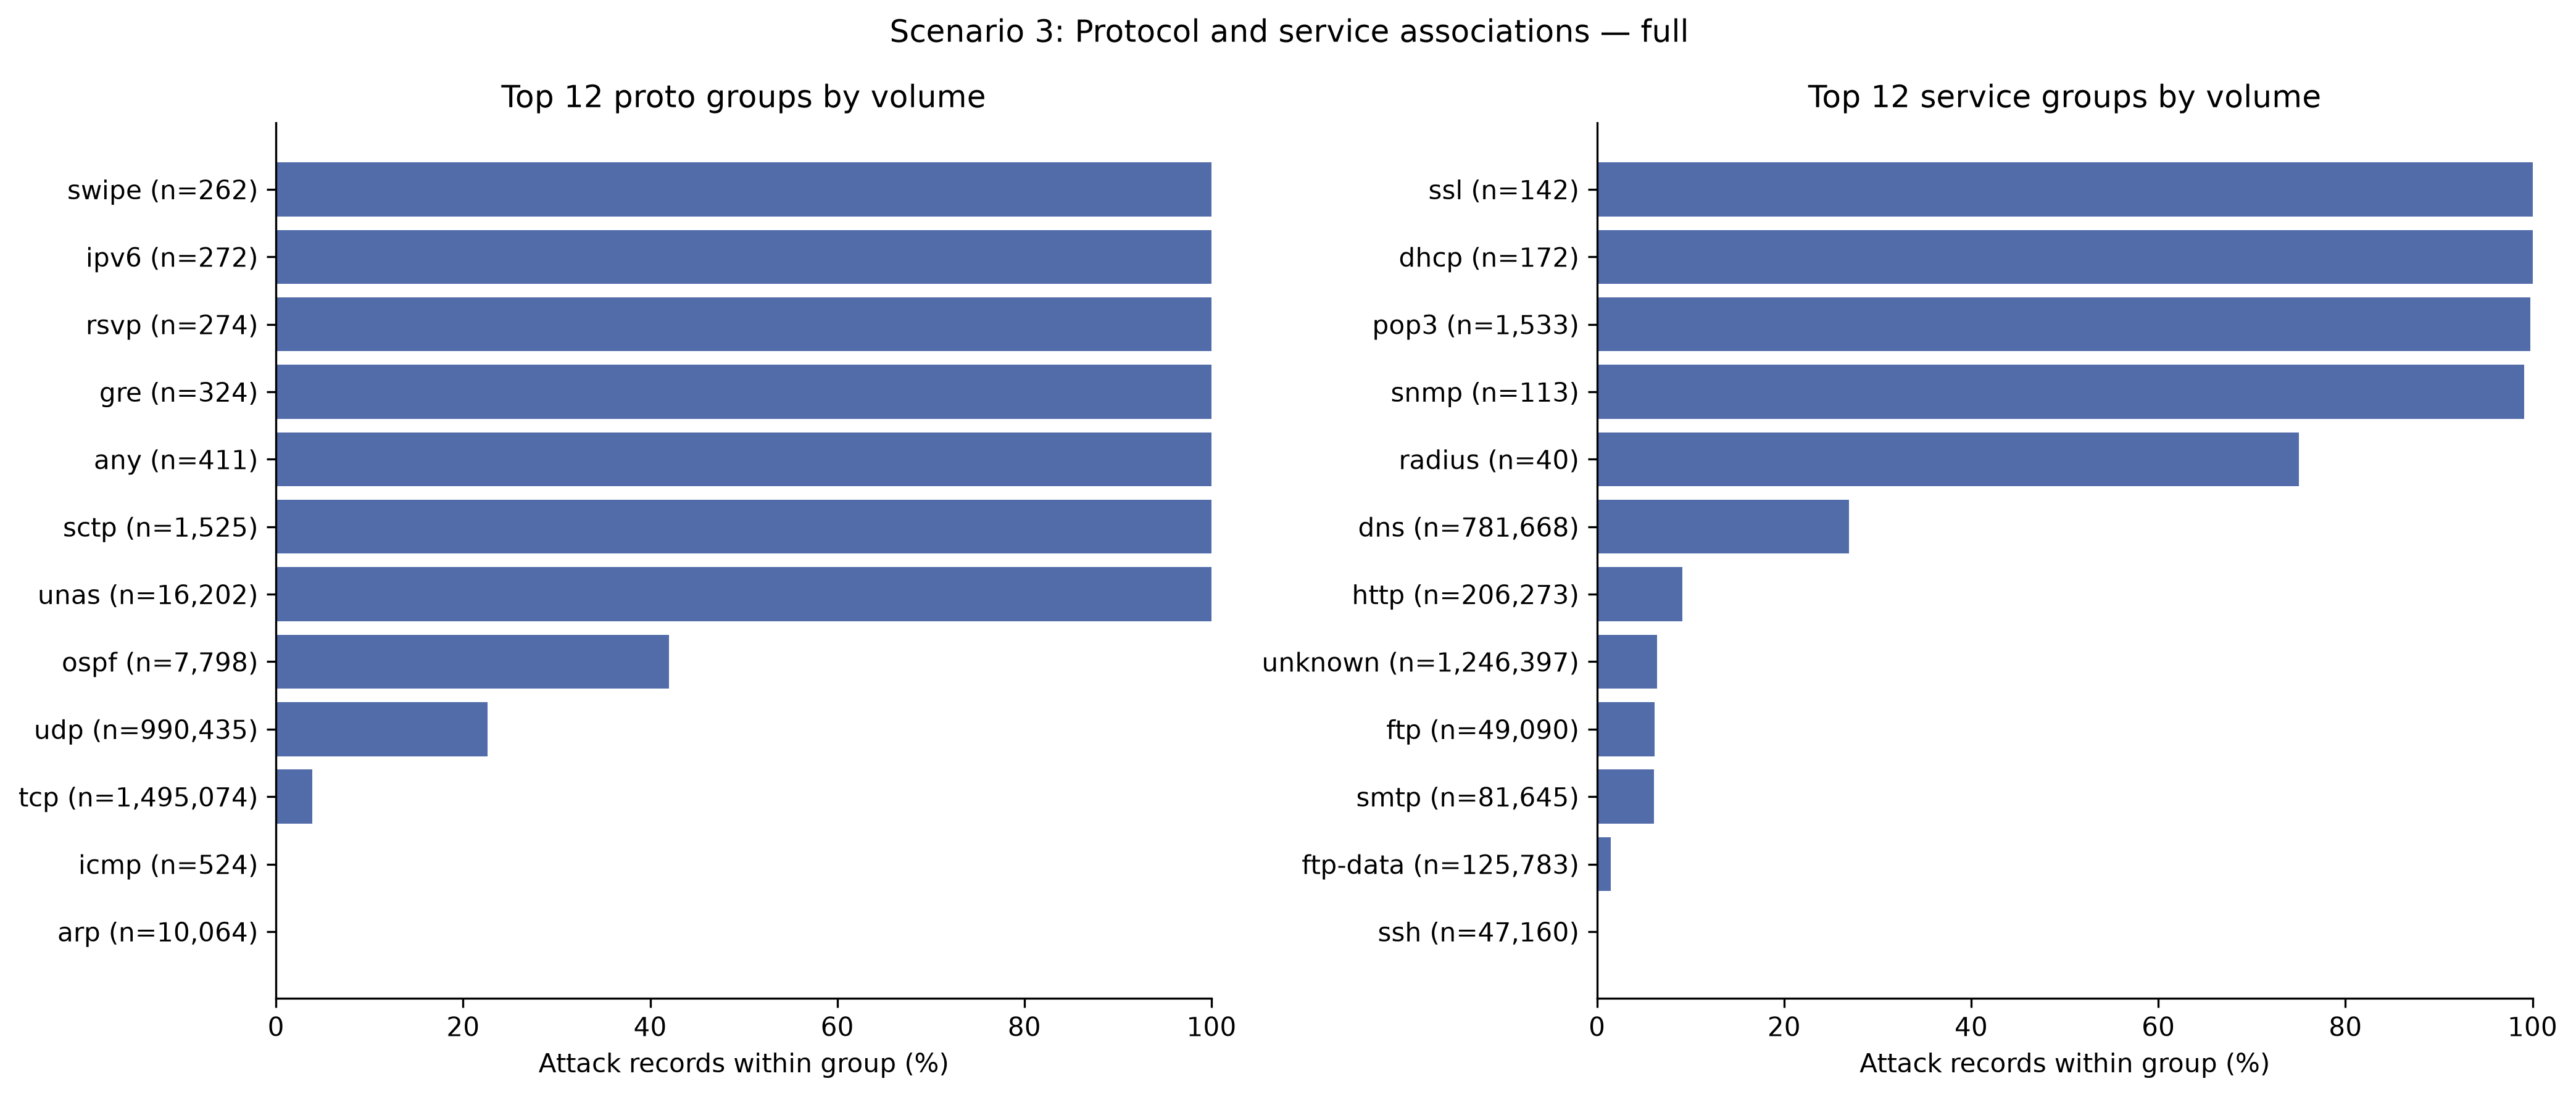 Scenario 3: Protocol and service associations — full
Top 12 proto groups by volume
swipe (n=262)
ipv6 (n=272)
rsvp (n=274)
gre (n=324)
any (n=411)
sctp (n=1,525)
unas (n=16,202)
ospf (n=7,798)
udp (n=990,435)
tcp (n=1,495,074)
icmp (n=524)
arp (n=10,064)
0 20 40 60 80 100
Attack records within group (%)
Top 12 service groups by volume
ssl (n=142)
dhcp (n=172)
pop3 (n=1,533)
snmp (n=113)
radius (n=40)
dns (n=781,668)
http (n=206,273)
unknown (n=1,246,397)
ftp (n=49,090)
smtp (n=81,645)
ftp-data (n=125,783)
ssh (n=47,160)
0 20 40 60 80 100
Attack records within group (%)